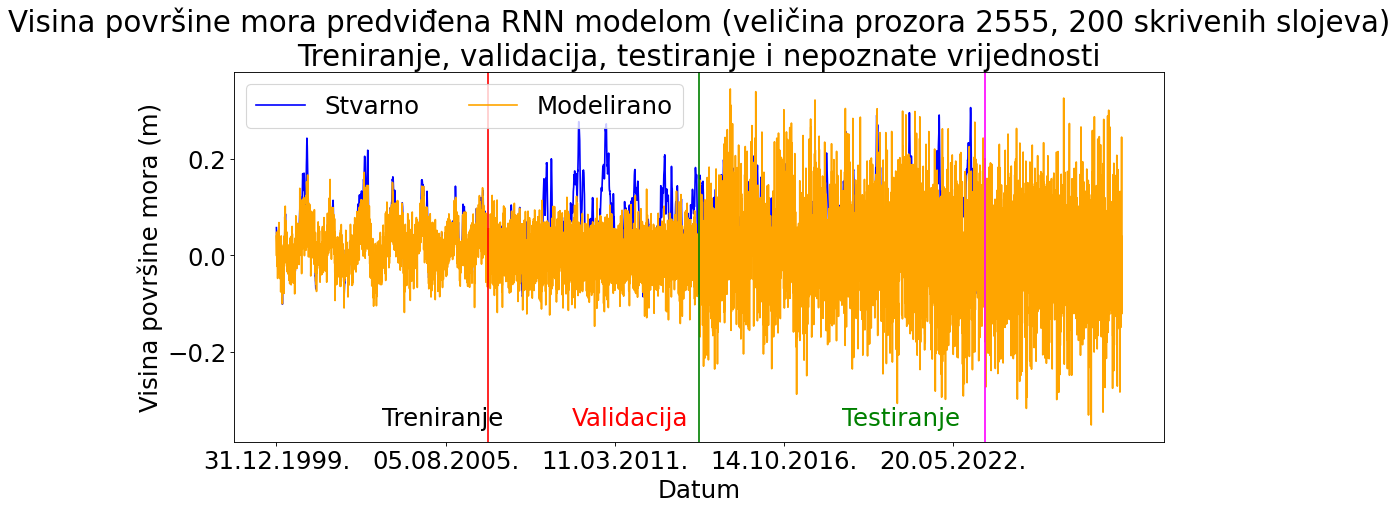 Visina površine mora predviđena RNN modelom (veličina prozora 2555, 200 skrivenih slojeva)
Treniranje, validacija, testiranje i nepoznate vrijednosti
Stvarno
Modelirano
Visina površine mora (m)
0.2
0.0
−0.2
Treniranje
Validacija
Testiranje
31.12.1999.
05.08.2005.
11.03.2011.
14.10.2016.
20.05.2022.
Datum